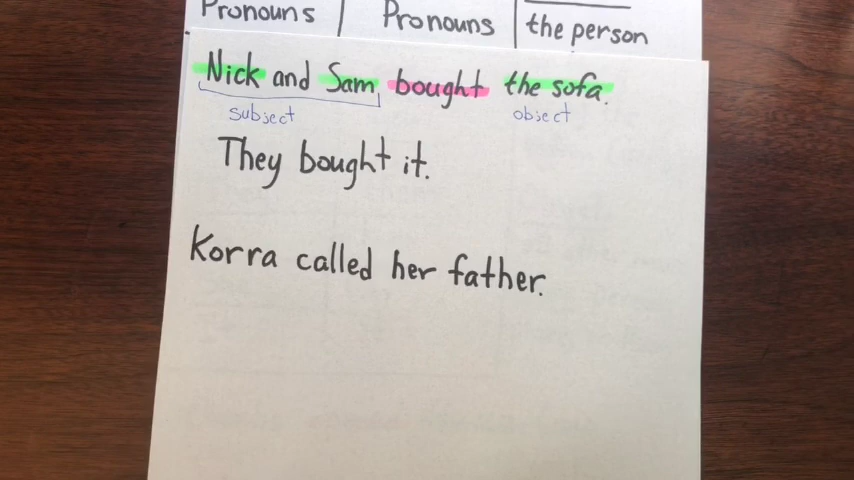 Pronouns
Pronouns
the person
Nick and Sam bought the sofa.
subject
object
They bought it.
Korra called her father.